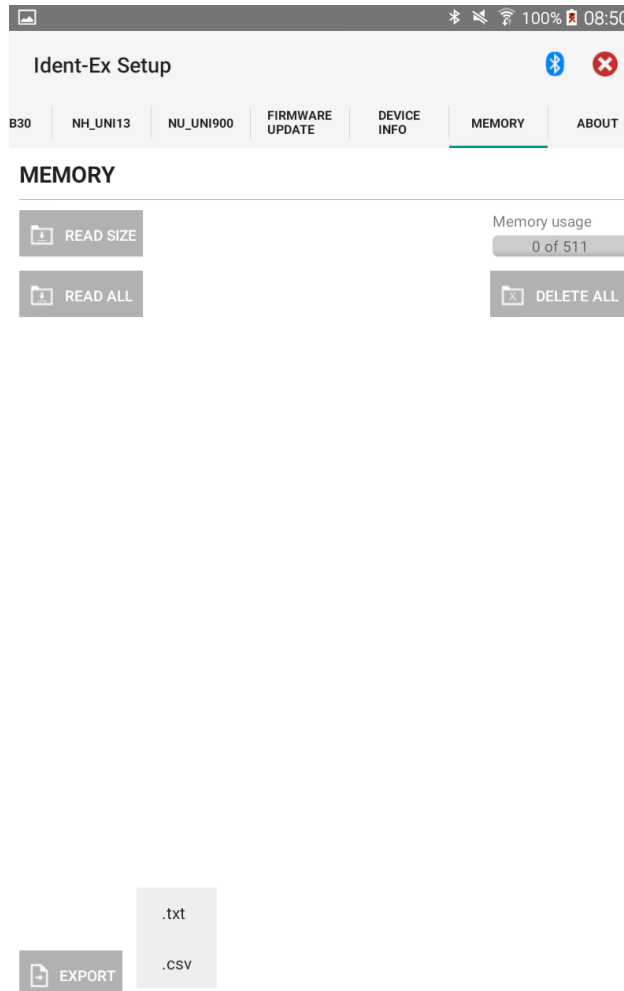 100% 08:50
Ident-Ex Setup
B30 NH_UNI13 NU_UNI900 FIRMWARE UPDATE DEVICE INFO MEMORY ABOUT
MEMORY
READ SIZE
Memory usage
0 of 511
READ ALL
DELETE ALL
.txt
.csv
EXPORT